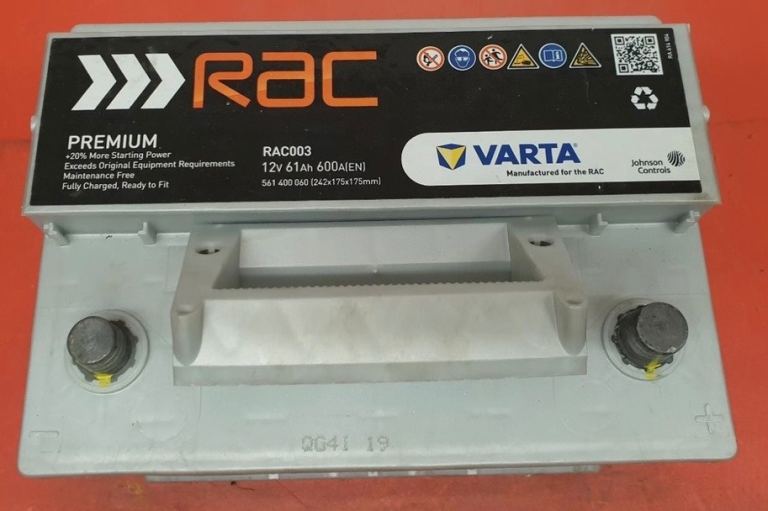 Rac
PREMIUM
+20% More Starting Power
Exceeds Original Equipment Requirements
Maintenance Free
Fully Charged, Ready to Fit
RAC003
12v 61Ah 600A(EN)
561 400 060 (242x175x175mm)
VARTA®
Manufactured for the RAC
Johnson
Controls
QG41 19
- +